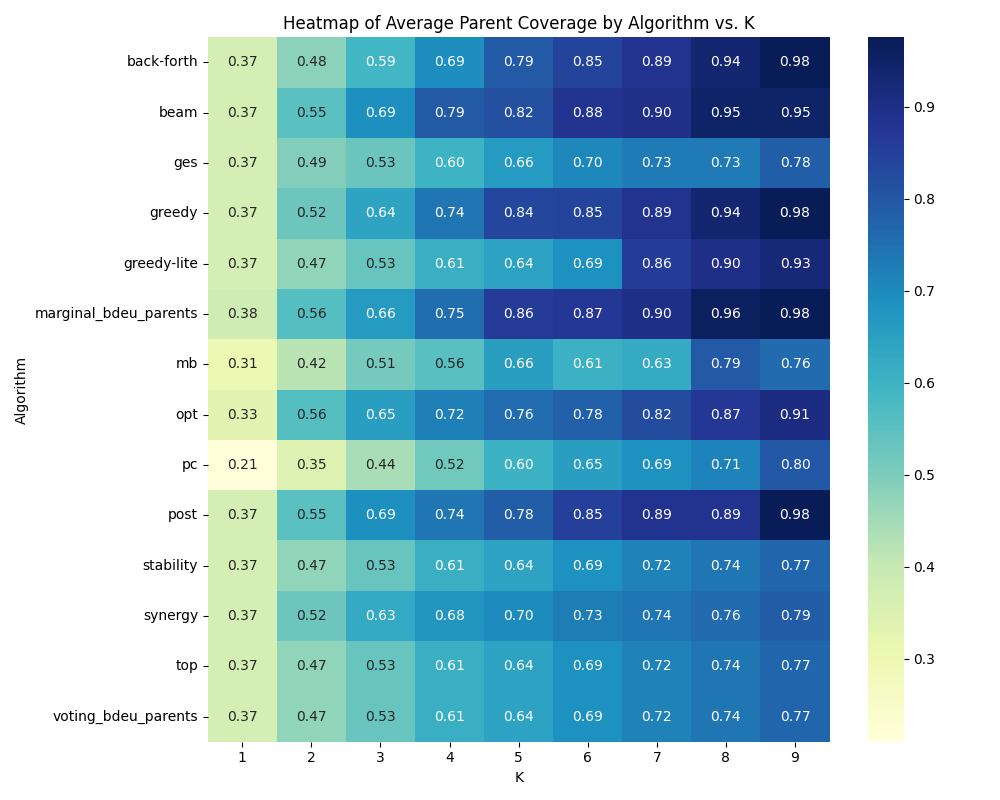 Heatmap of Average Parent Coverage by Algorithm vs. K
back-forth 0.37 0.48 0.59 0.69 0.79 0.85 0.89 0.94 0.98
beam 0.37 0.55 0.69 0.79 0.82 0.88 0.90 0.95 0.95
ges 0.37 0.49 0.53 0.60 0.66 0.70 0.73 0.73 0.78
greedy 0.37 0.52 0.64 0.74 0.84 0.85 0.89 0.94 0.98
greedy-lite 0.37 0.47 0.53 0.61 0.64 0.69 0.86 0.90 0.93
marginal_bdeu_parents 0.38 0.56 0.66 0.75 0.86 0.87 0.90 0.96 0.98
mb 0.31 0.42 0.51 0.56 0.66 0.61 0.63 0.79 0.76
opt 0.33 0.56 0.65 0.72 0.76 0.78 0.82 0.87 0.91
pc 0.21 0.35 0.44 0.52 0.60 0.65 0.69 0.71 0.80
post 0.37 0.55 0.69 0.74 0.78 0.85 0.89 0.89 0.98
stability 0.37 0.47 0.53 0.61 0.64 0.69 0.72 0.74 0.77
synergy 0.37 0.52 0.63 0.68 0.70 0.73 0.74 0.76 0.79
top 0.37 0.47 0.53 0.61 0.64 0.69 0.72 0.74 0.77
voting_bdeu_parents 0.37 0.47 0.53 0.61 0.64 0.69 0.72 0.74 0.77
1 2 3 4 5 6 7 8 9
K
Algorithm
0.9
0.8
0.7
0.6
0.5
0.4
0.3